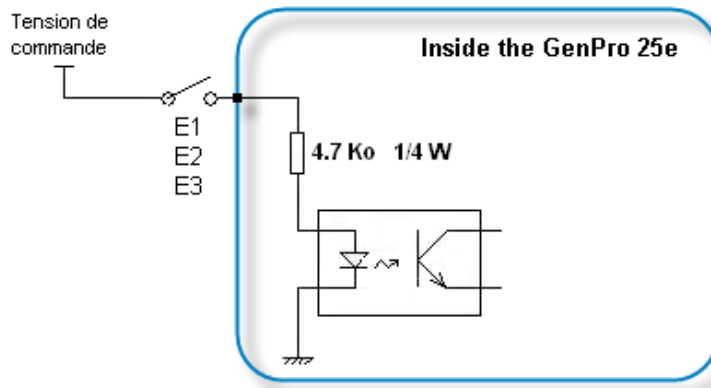 Tension de
commande
Inside the GenPro 25e
E1
E2
E3
4.7 Ko 1/4 W